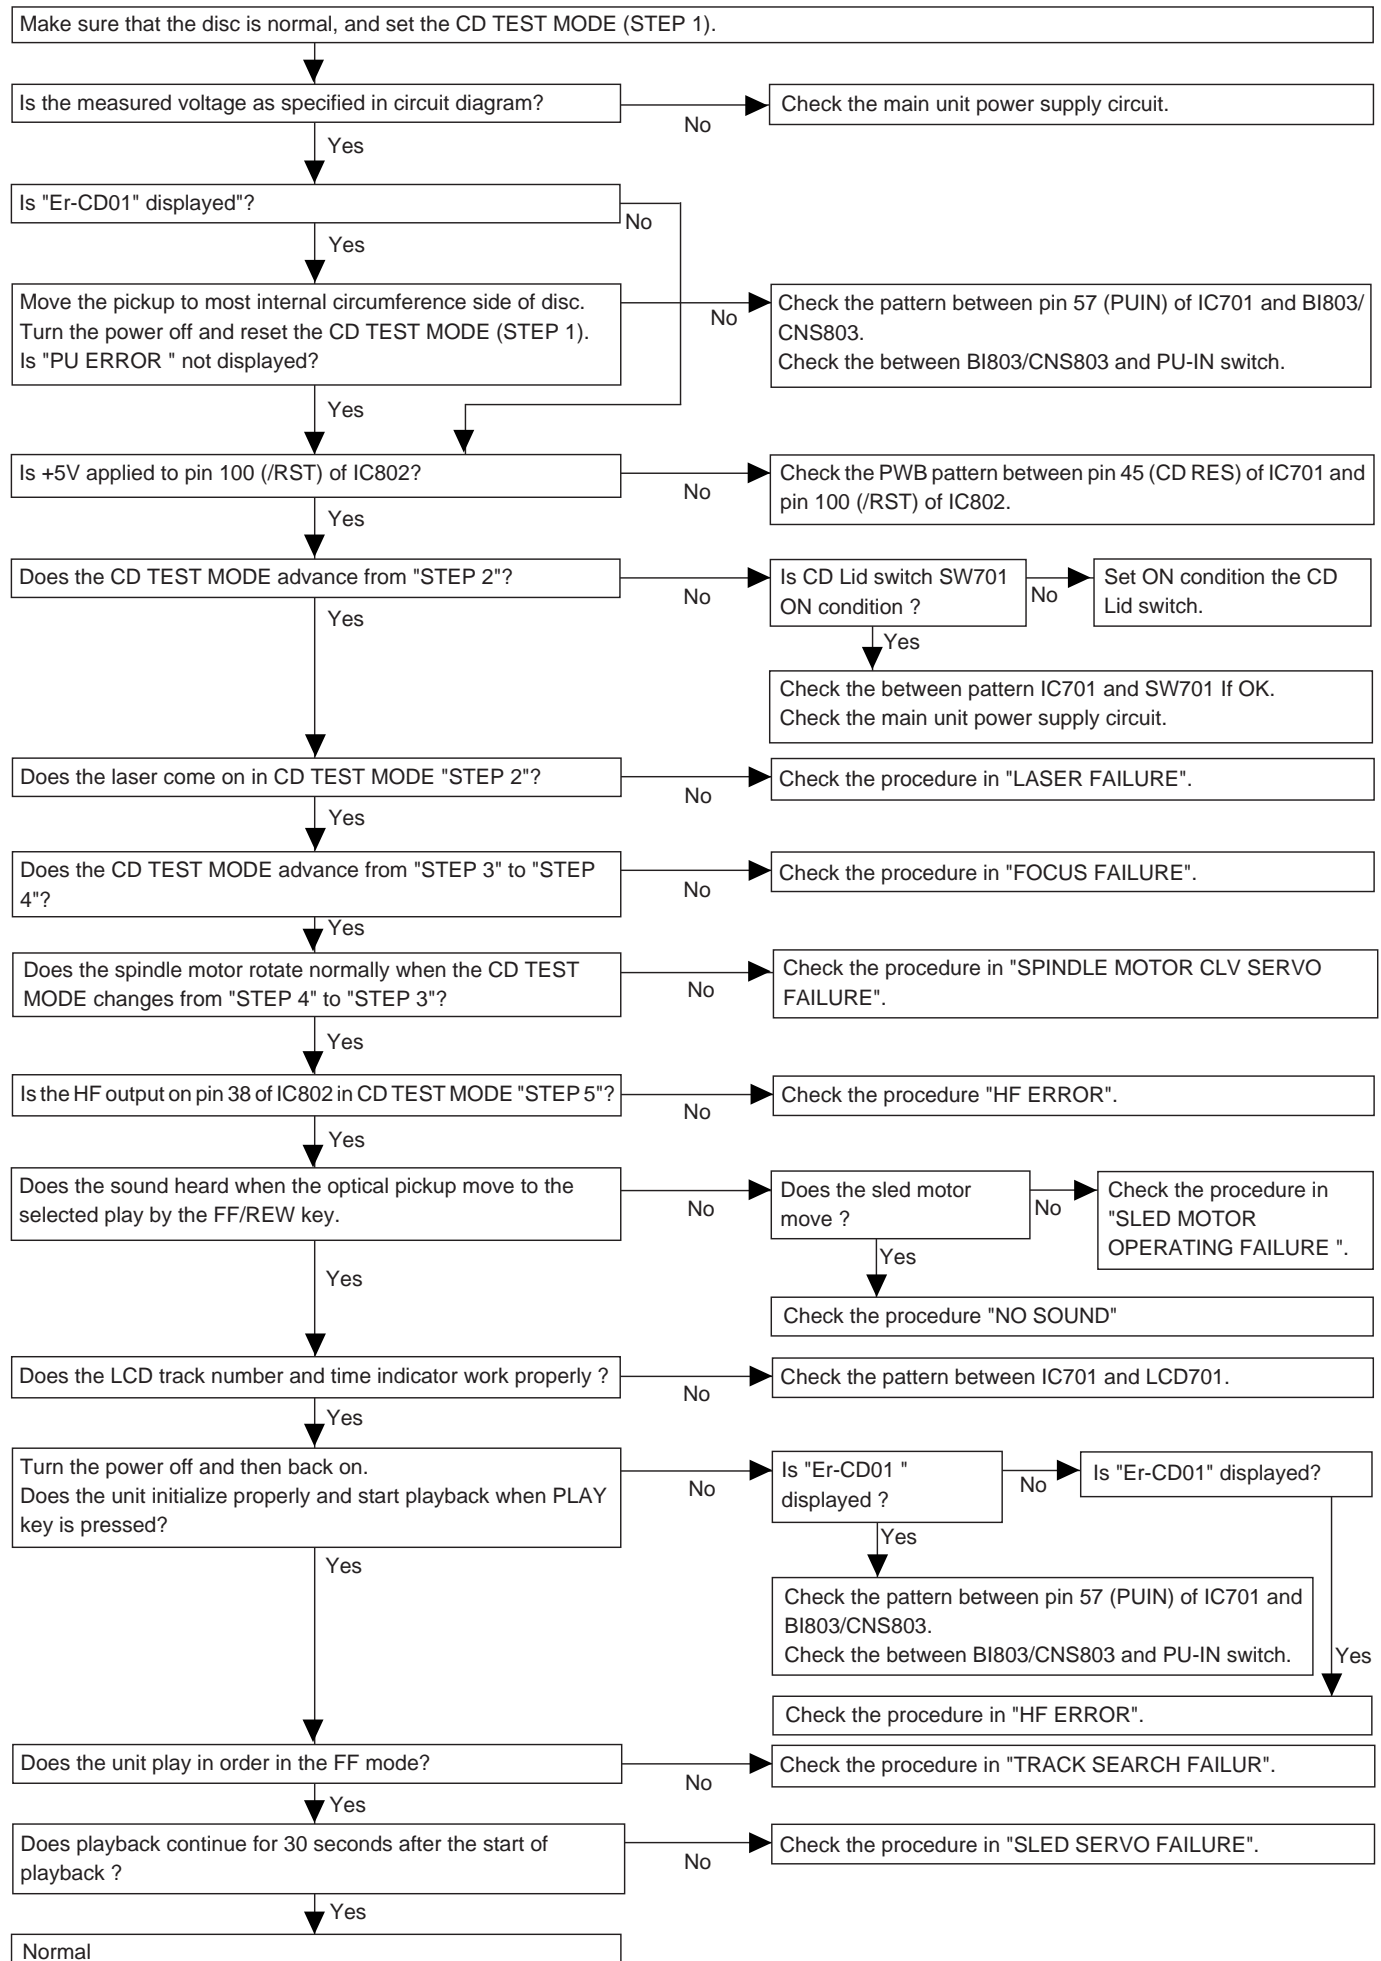 Make sure that the disc is normal, and set the CD TEST MODE (STEP 1).
Is the measured voltage as specified in circuit diagram?
No
Check the main unit power supply circuit.
Yes
Is "Er-CD01" displayed"?
No
Yes
Move the pickup to most internal circumference side of disc.
Turn the power off and reset the CD TEST MODE (STEP 1).
Is "PU ERROR " not displayed?
No
Check the pattern between pin 57 (PUIN) of IC701 and BI803/
CNS803.
Check the between BI803/CNS803 and PU-IN switch.
Yes
Is +5V applied to pin 100 (/RST) of IC802?
No
Check the PWB pattern between pin 45 (CD RES) of IC701 and
pin 100 (/RST) of IC802.
Yes
Does the CD TEST MODE advance from "STEP 2"?
No
Is CD Lid switch SW701
ON condition ?
No
Set ON condition the CD
Lid switch.
Yes
Yes
Check the between pattern IC701 and SW701 If OK.
Check the main unit power supply circuit.
Does the laser come on in CD TEST MODE "STEP 2"?
No
Check the procedure in "LASER FAILURE".
Yes
Does the CD TEST MODE advance from "STEP 3" to "STEP
4"?
No
Check the procedure in "FOCUS FAILURE".
Yes
Does the spindle motor rotate normally when the CD TEST
MODE changes from "STEP 4" to "STEP 3"?
No
Check the procedure in "SPINDLE MOTOR CLV SERVO
FAILURE".
Yes
Is the HF output on pin 38 of IC802 in CD TEST MODE "STEP 5"?
No
Check the procedure "HF ERROR".
Yes
Does the sound heard when the optical pickup move to the
selected play by the FF/REW key.
No
Does the sled motor
move ?
No
Check the procedure in
"SLED MOTOR
OPERATING FAILURE ".
Yes
Yes
Check the procedure "NO SOUND"
Does the LCD track number and time indicator work properly ?
No
Check the pattern between IC701 and LCD701.
Yes
Turn the power off and then back on.
Does the unit initialize properly and start playback when PLAY
key is pressed?
No
Is "Er-CD01 "
displayed ?
No
Is "Er-CD01" displayed?
Yes
Yes
Check the pattern between pin 57 (PUIN) of IC701 and
BI803/CNS803.
Check the between BI803/CNS803 and PU-IN switch.
Yes
Check the procedure in "HF ERROR".
Does the unit play in order in the FF mode?
No
Check the procedure in "TRACK SEARCH FAILUR".
Yes
Does playback continue for 30 seconds after the start of
playback ?
No
Check the procedure in "SLED SERVO FAILURE".
Yes
Normal